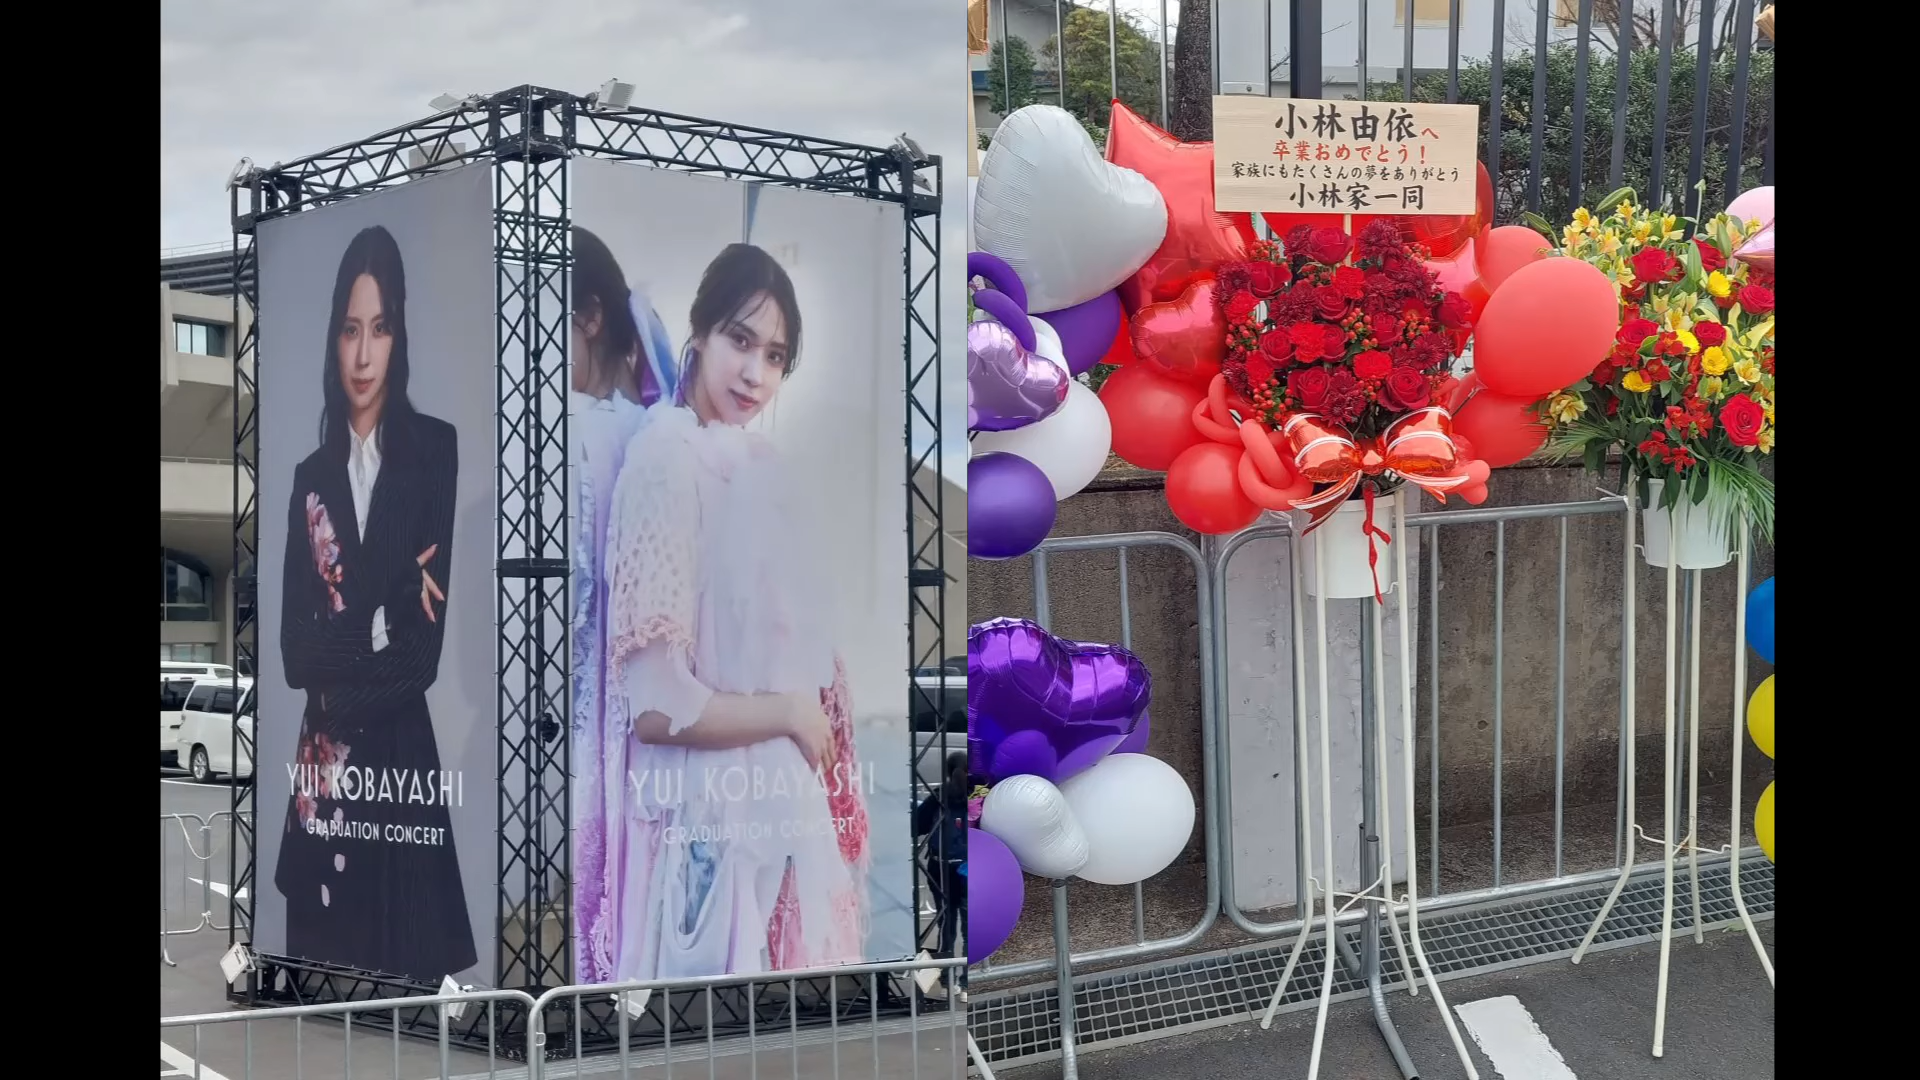 YUI KOBAYASHI
GRADUATION CONCERT
YUI KOBAYASHI
GRADUATION CONCERT
小林由依へ
卒業おめでとう！
家族にもたくさんの夢をありがとう
小林家一同